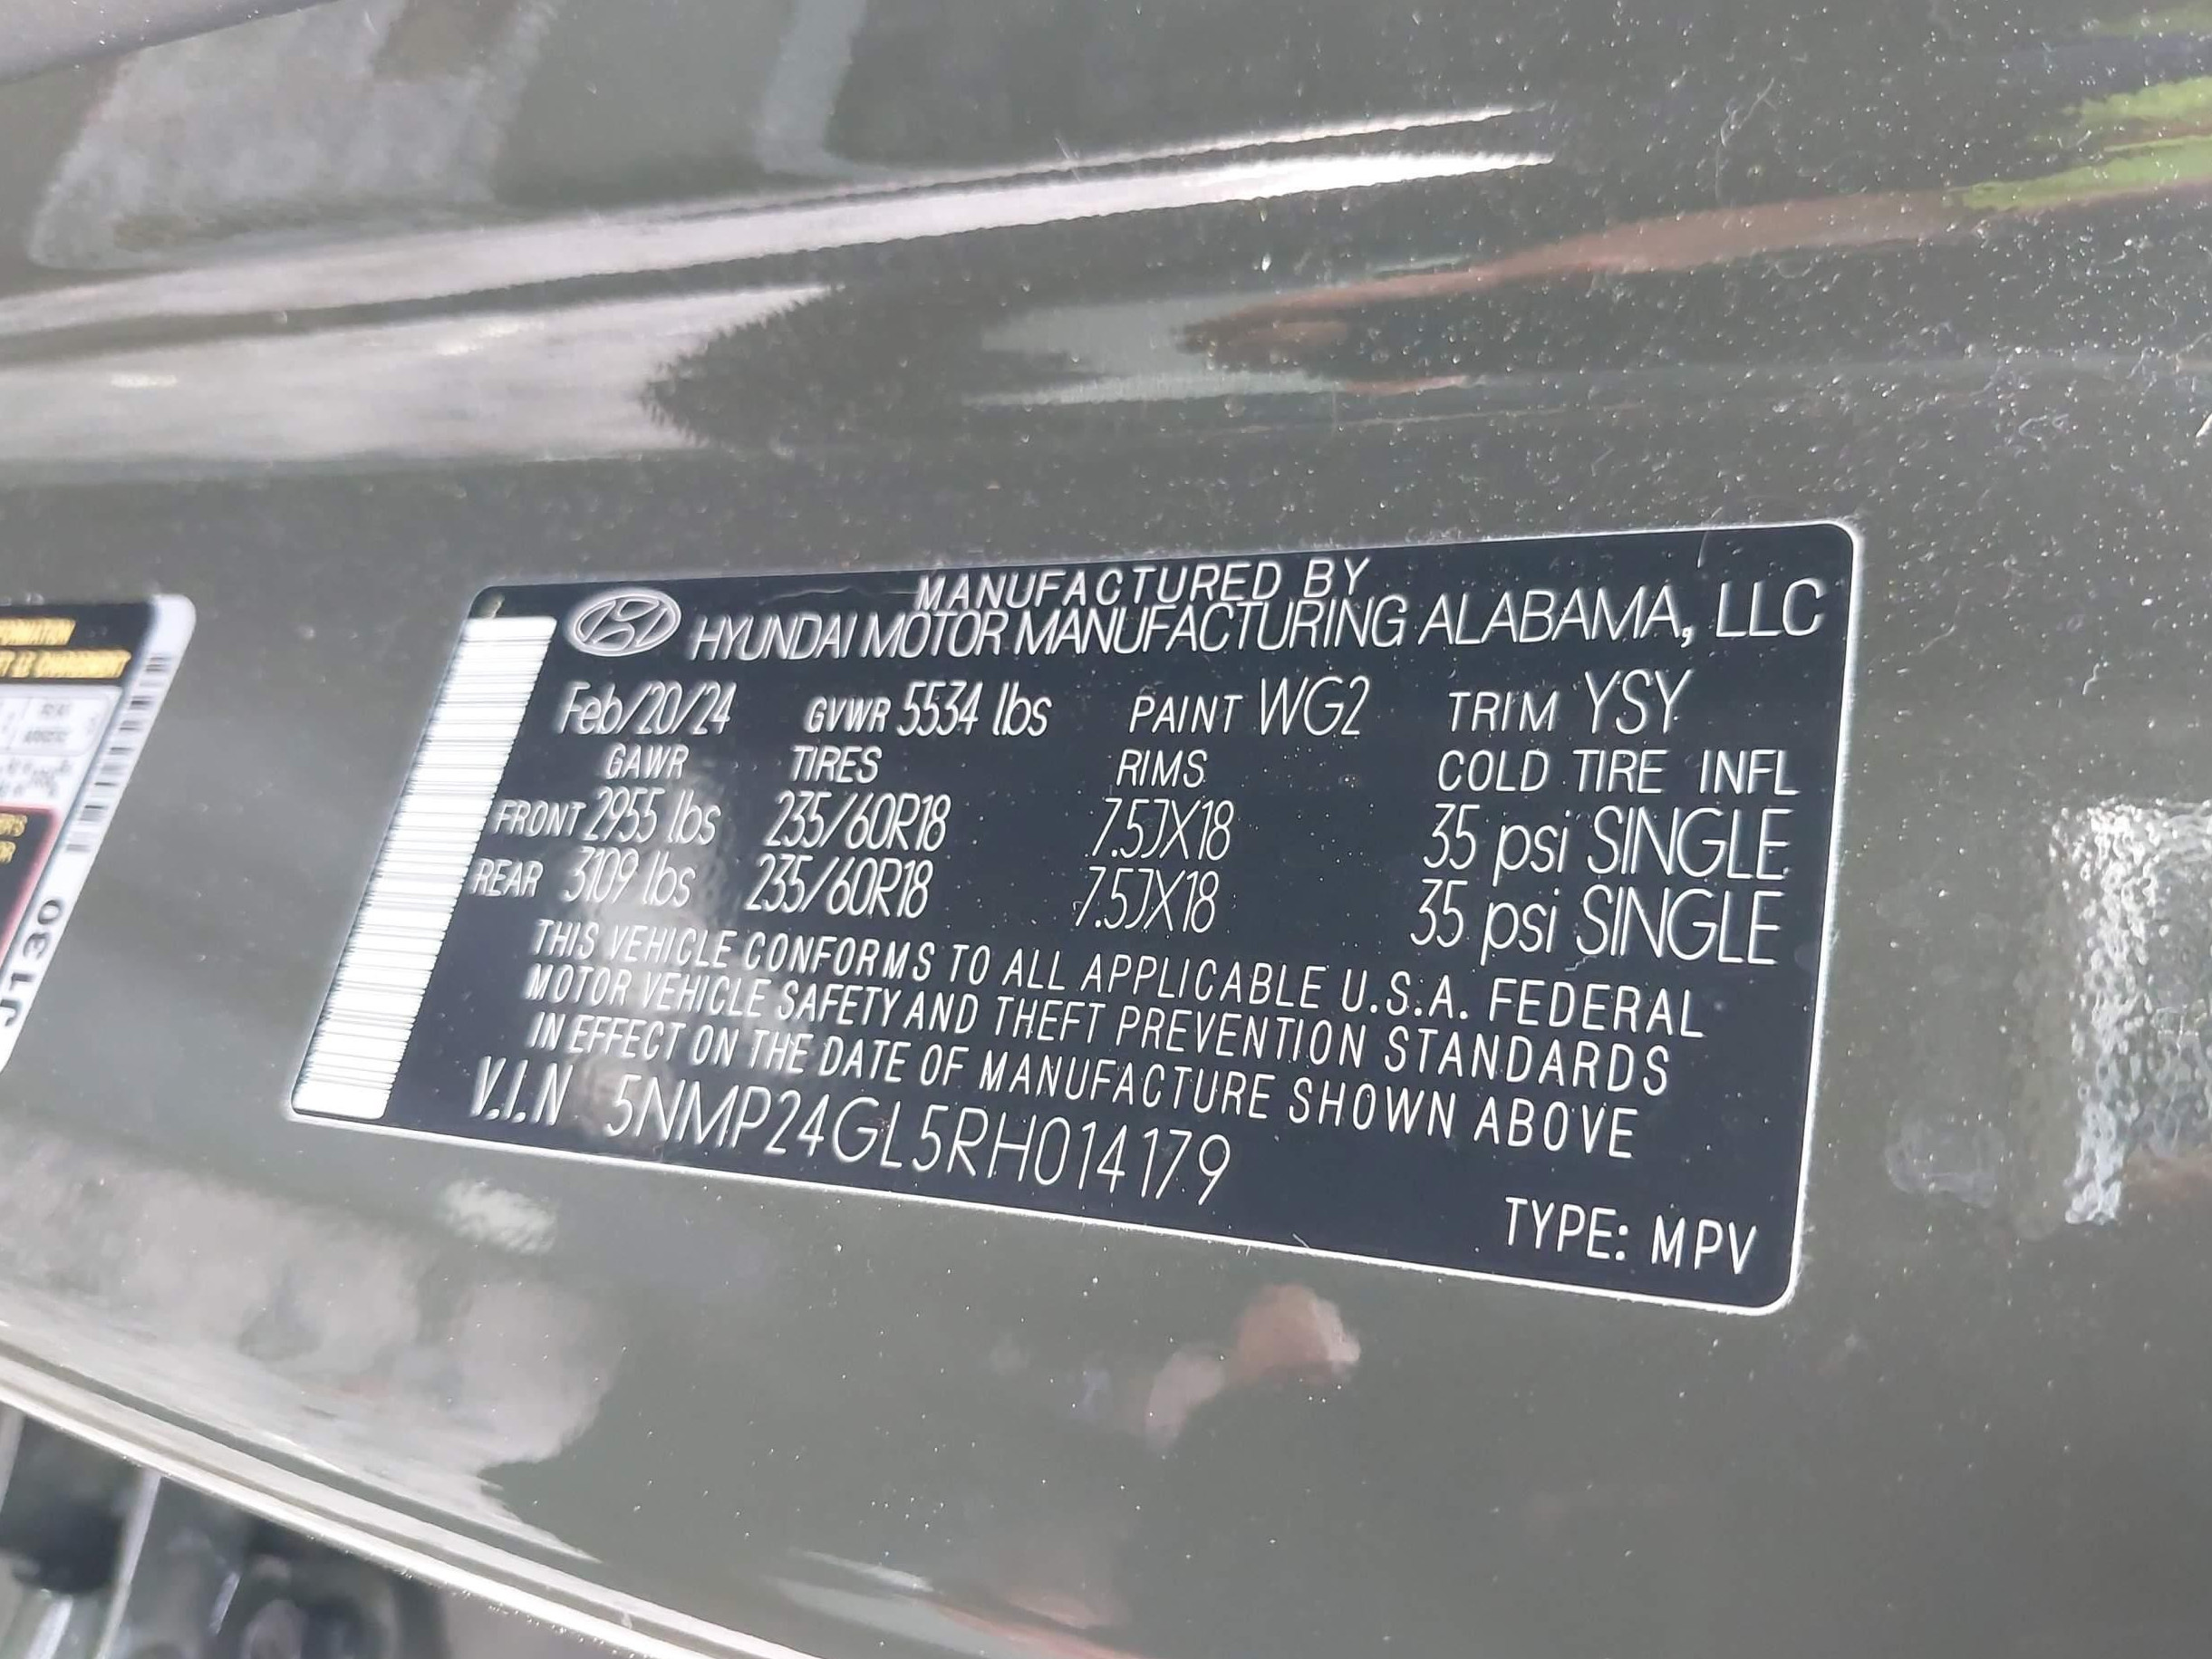 MANUFACTURED BY
HYUNDAI MOTOR MANUFACTURING ALABAMA, LLC
Feb/20/24 GVWR 5534 lbs PAINT WG2 TRIM YSY
GAWR TIRES RIMS COLD TIRE INFL
FRONT 2955 lbs 235/60R18 7.5JX18 35 psi SINGLE
REAR 3109 lbs 235/60R18 7.5JX18 35 psi SINGLE
THIS VEHICLE CONFORMS TO ALL APPLICABLE U.S.A. FEDERAL
MOTOR VEHICLE SAFETY AND THEFT PREVENTION STANDARDS
IN EFFECT ON THE DATE OF MANUFACTURE SHOWN ABOVE
V.I.N 5NMP24GL5RH014179
TYPE: MPV
J130